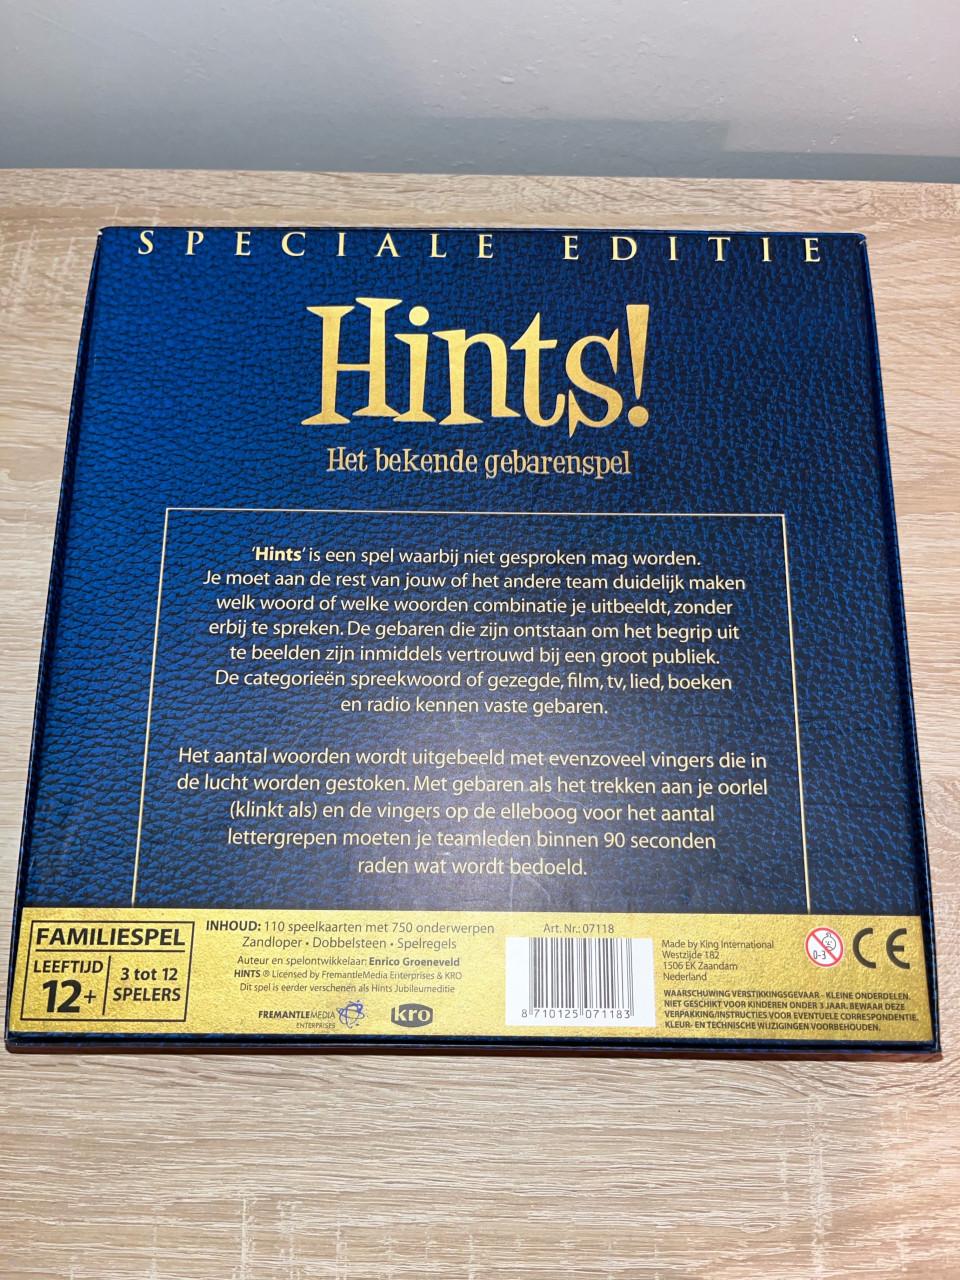 SPECIALE EDITIE
Hints!
Het bekende gebarenspel
'Hints' is een spel waarbij niet gesproken mag worden.
Je moet aan de rest van jouw of het andere team duidelijk maken
welk woord of welke woorden combinatie je uitbeeldt, zonder
erbij te spreken. De gebaren die zijn ontstaan om het begrip uit
te beelden zijn inmiddels vertrouwd bij een groot publiek.
De categorieën spreekwoord of gezegde, film, tv, lied, boeken
en radio kennen vaste gebaren.
Het aantal woorden wordt uitgebeeld met evenzoveel vingers die in
de lucht worden gestoken. Met gebaren als het trekken aan je oorlel
(klinkt als) en de vingers op de elleboog voor het aantal
lettergrepen moeten je teamleden binnen 90 seconden
raden wat wordt bedoeld.
FAMILIESPEL
LEEFTIJD
12+
3 tot 12
SPELERS
INHOUD: 110 speelkaarten met 750 onderwerpen
Zandloper • Dobbelsteen • Spelregels
Auteur en spelontwikkelaar: Enrico Groeneveld
HINTS ® Licensed by FremantleMedia Enterprises & KRO
Dit spel is eerder verschenen als Hints Jubileumeditie
FREMANTLEMEDIA
ENTERPRISES
kro
Art. Nr.: 07118
8 710125 071183
Made by King International
Westzijde 182
1506 EK Zaandam
Nederland
0-3
CE
WAARSCHUWING VERSTIKKINGSGEVAAR - KLEINE ONDERDELEN.
NIET GESCHIKT VOOR KINDEREN ONDER 3 JAAR. BEWAAR DEZE
VERPAKKING/INSTRUCTIES VOOR EVENTUELE CORRESPONDENTIE.
KLEUR- EN TECHNISCHE WIJZIGINGEN VOORBEHOUDEN.